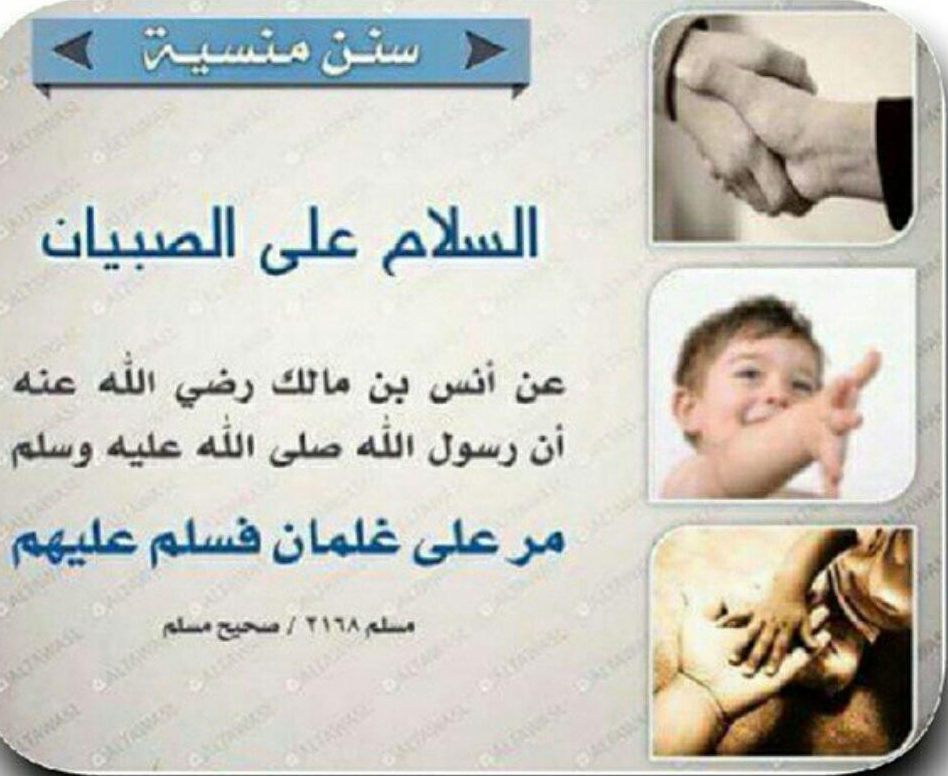 سنن منسية
السلام على الصبيان
عن أنس بن مالك رضي الله عنه
أن رسول الله صلى الله عليه وسلم
مر على غلمان فسلم عليهم
مسلم ٢١٦٨ / صحيح مسلم
ALTAWASL